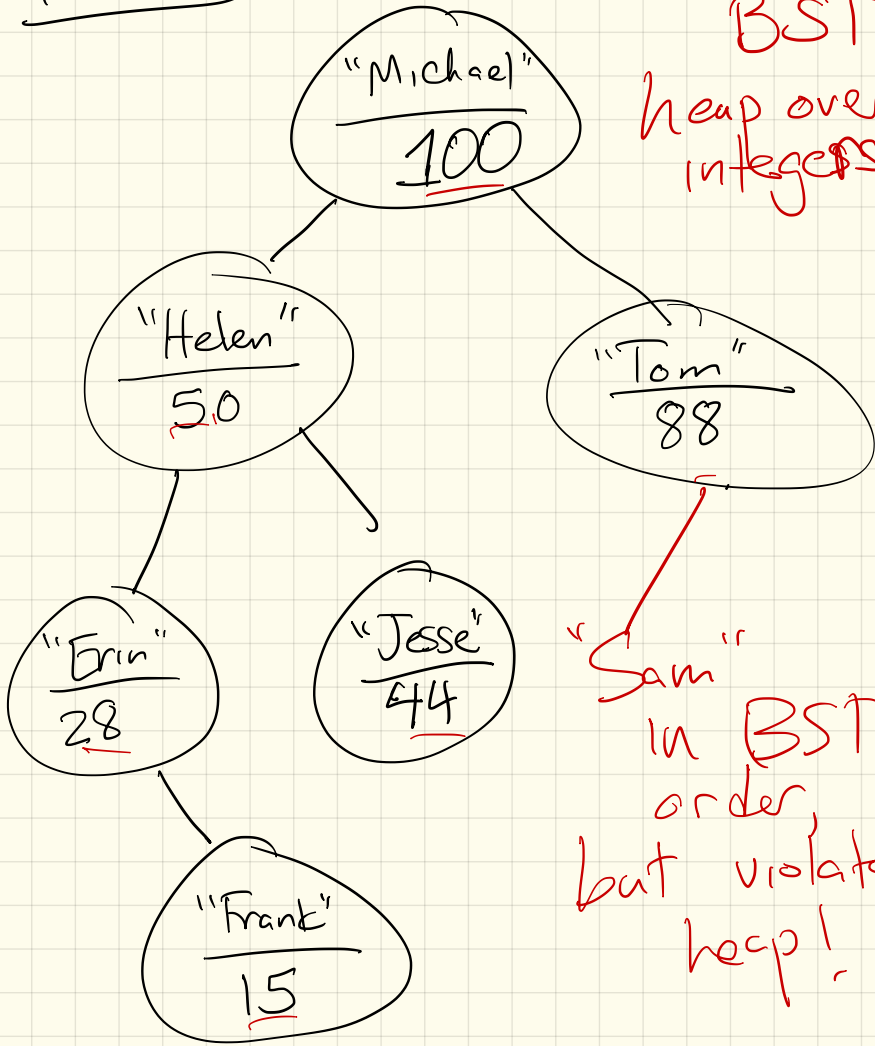 "Michael"
100
BST
heap over
integers
"Helen"
50
"Tom"
88
"Erin"
28
"Jesse"
44
"Sam"
in BST
order,
but violate
heap!
"Frank"
15